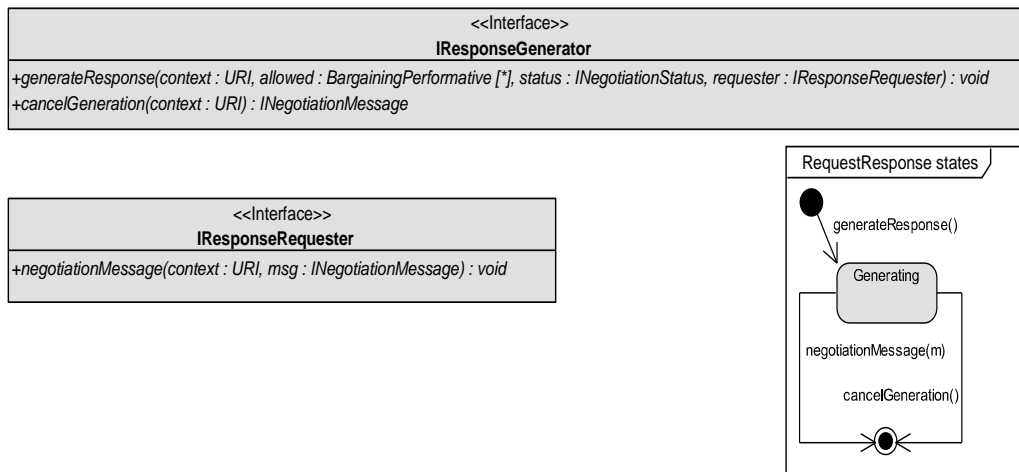 <<Interface>>
IResponseGenerator
+generateResponse(context : URI, allowed : BargainingPerformative [*], status : INegotiationStatus, requester : IResponseRequester) : void
+cancelGeneration(context : URI) : INegotiationMessage
<<Interface>>
IResponseRequester
+negotiationMessage(context : URI, msg : INegotiationMessage) : void
RequestResponse states
generateResponse()
Generating
negotiationMessage(m)
cancelGeneration()